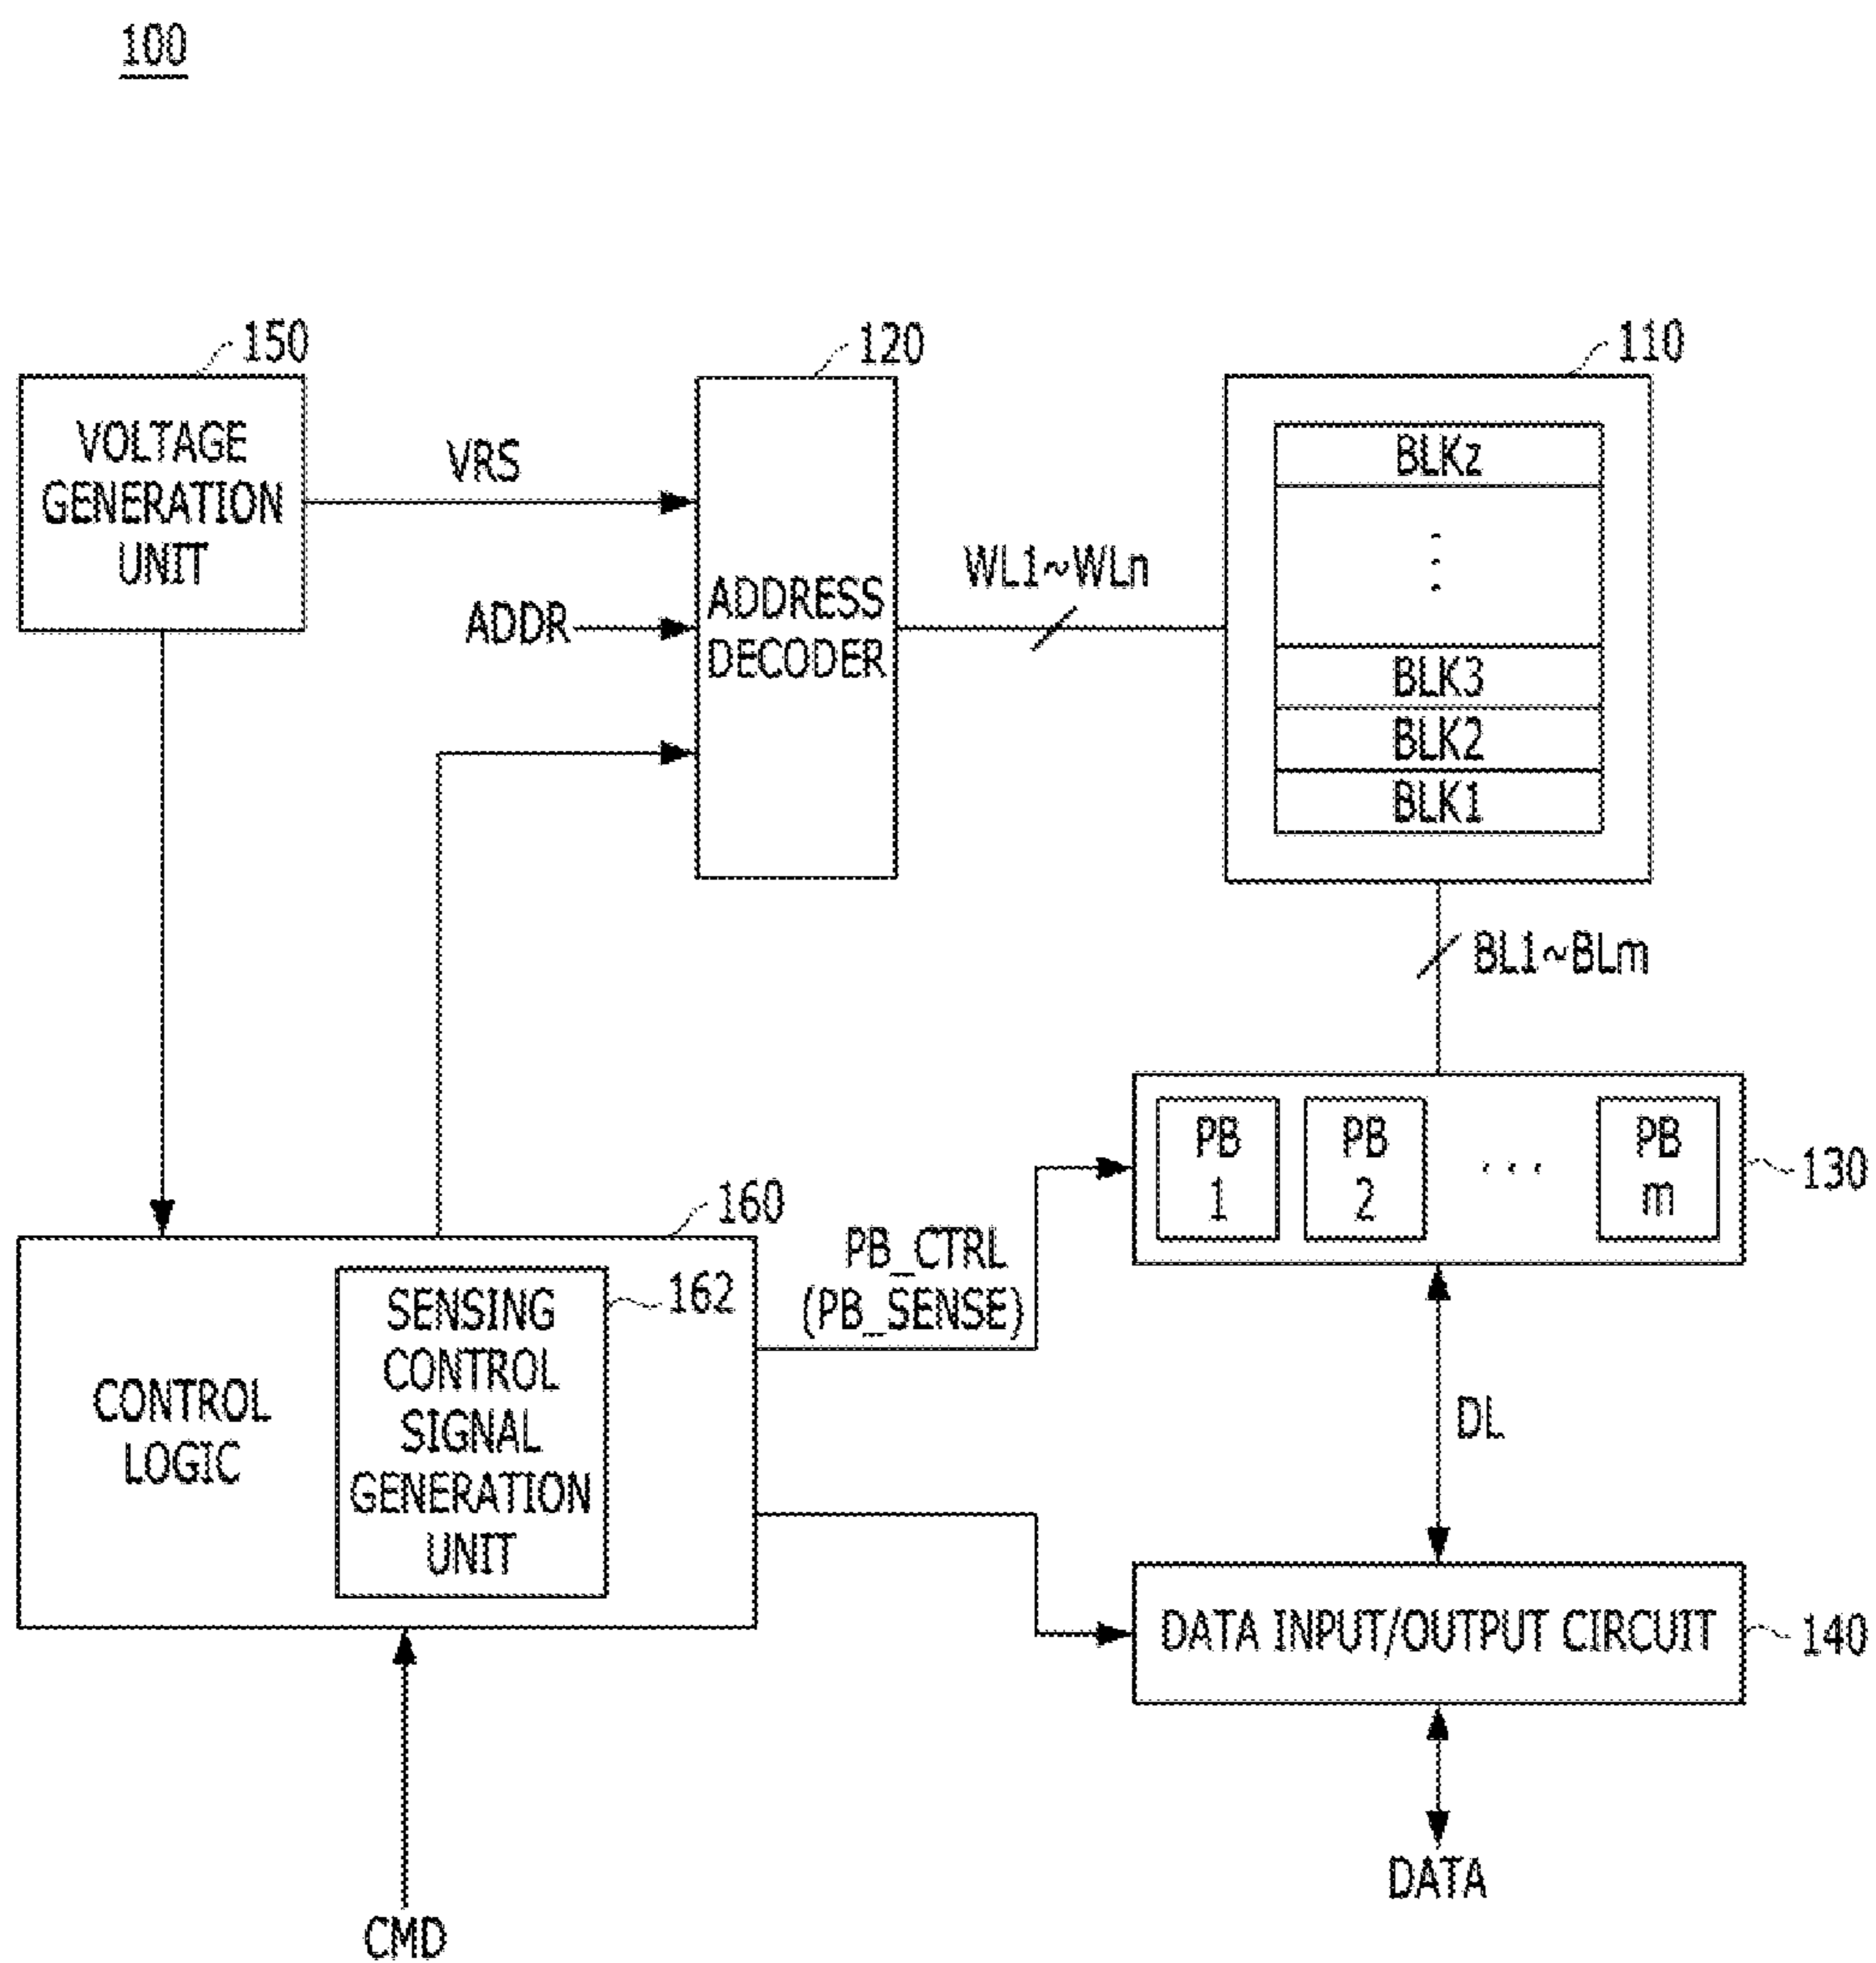 100
150
VOLTAGE
GENERATION
UNIT
VRS
ADDR
120
ADDRESS
DECODER
WL1~WLn
110
BLKz
BLK3
BLK2
BLK1
BL1~BLm
130
PB
1
PB
2
...
PB
m
160
CONTROL
LOGIC
162
SENSING
CONTROL
SIGNAL
GENERATION
UNIT
PB_CTRL
(PB_SENSE)
DL
140
DATA INPUT/OUTPUT CIRCUIT
DATA
CMD